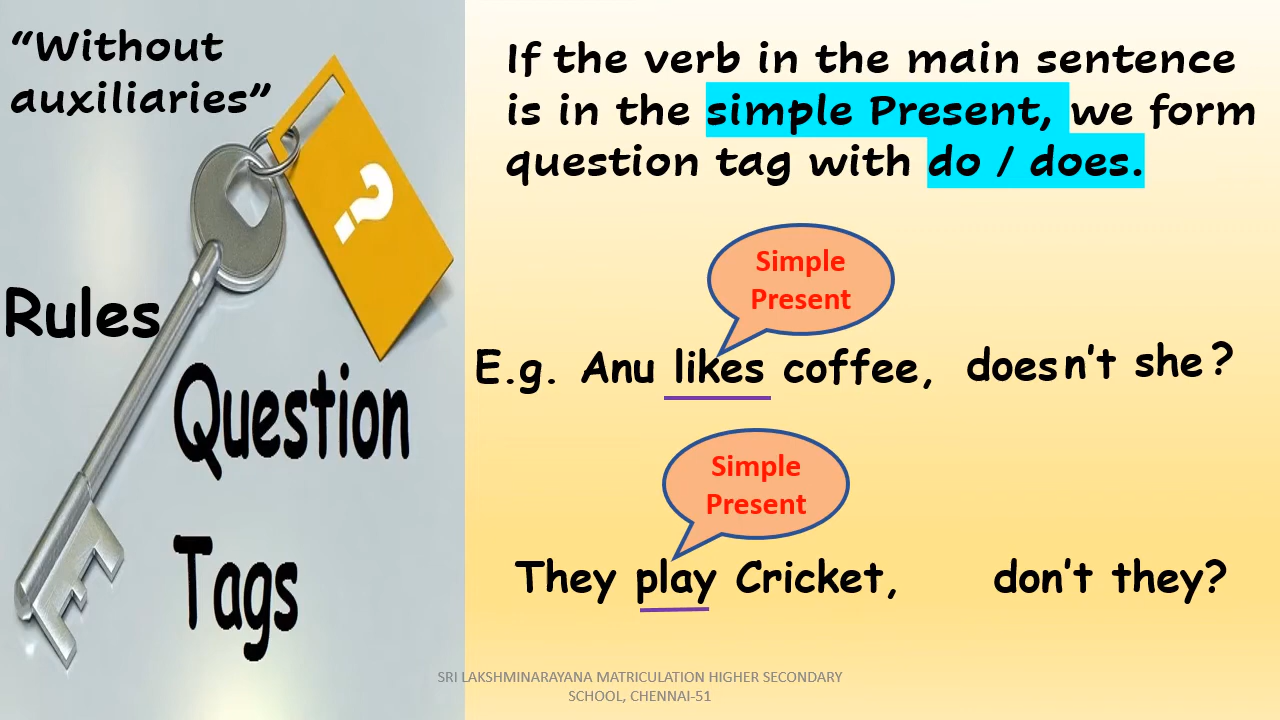 “Without
auxiliaries”
?
Rules
Question
Tags
If the verb in the main sentence
is in the simple Present, we form
question tag with do / does.
Simple
Present
E.g. Anu likes coffee, doesn’t she?
Simple
Present
They play Cricket, don’t they?
SRI LAKSHMINARAYANA MATRICULATION HIGHER SECONDARY
SCHOOL, CHENNAI-51